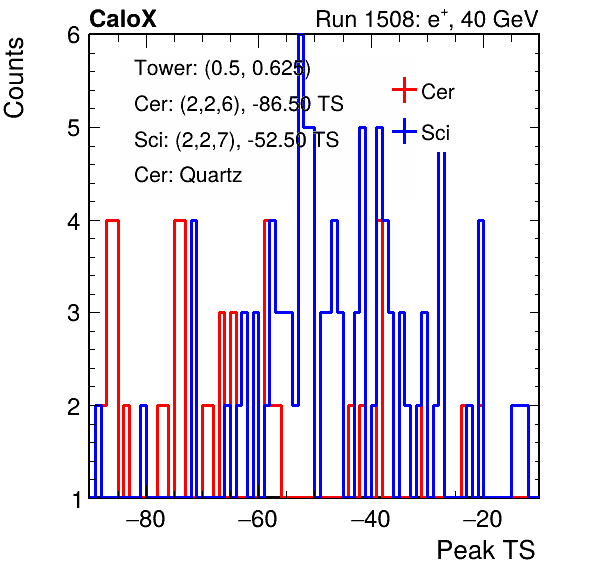 CaloX Run 1508: e⁺, 40 GeV
Counts
6
5
4
3
2
1
Tower: (0.5, 0.625)
Cer: (2,2,6), -86.50 TS
Sci: (2,2,7), -52.50 TS
Cer: Quartz
Cer
Sci
−80 −60 −40 −20
Peak TS